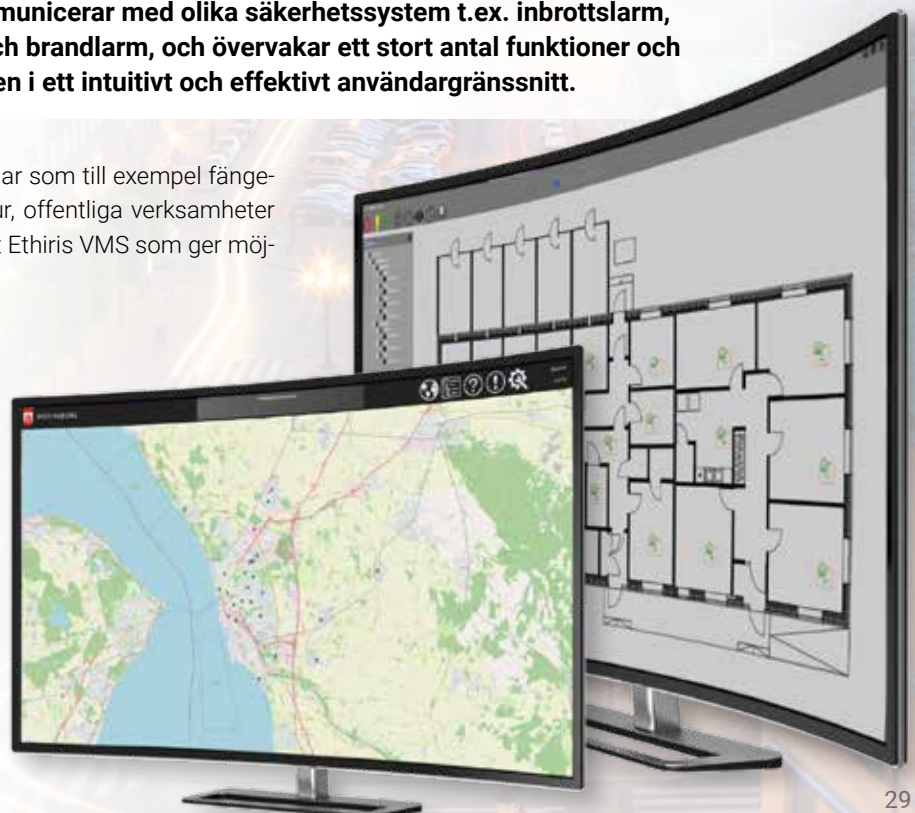 municerar med olika säkerhetssystem t.ex. inbrottslarm,
ch brandlarm, och övervakar ett stort antal funktioner och
en i ett intuitivt och effektivt användargränssnitt.
ar som till exempel fänge-
ur, offentliga verksamheter
t Ethiris VMS som ger möj-
29